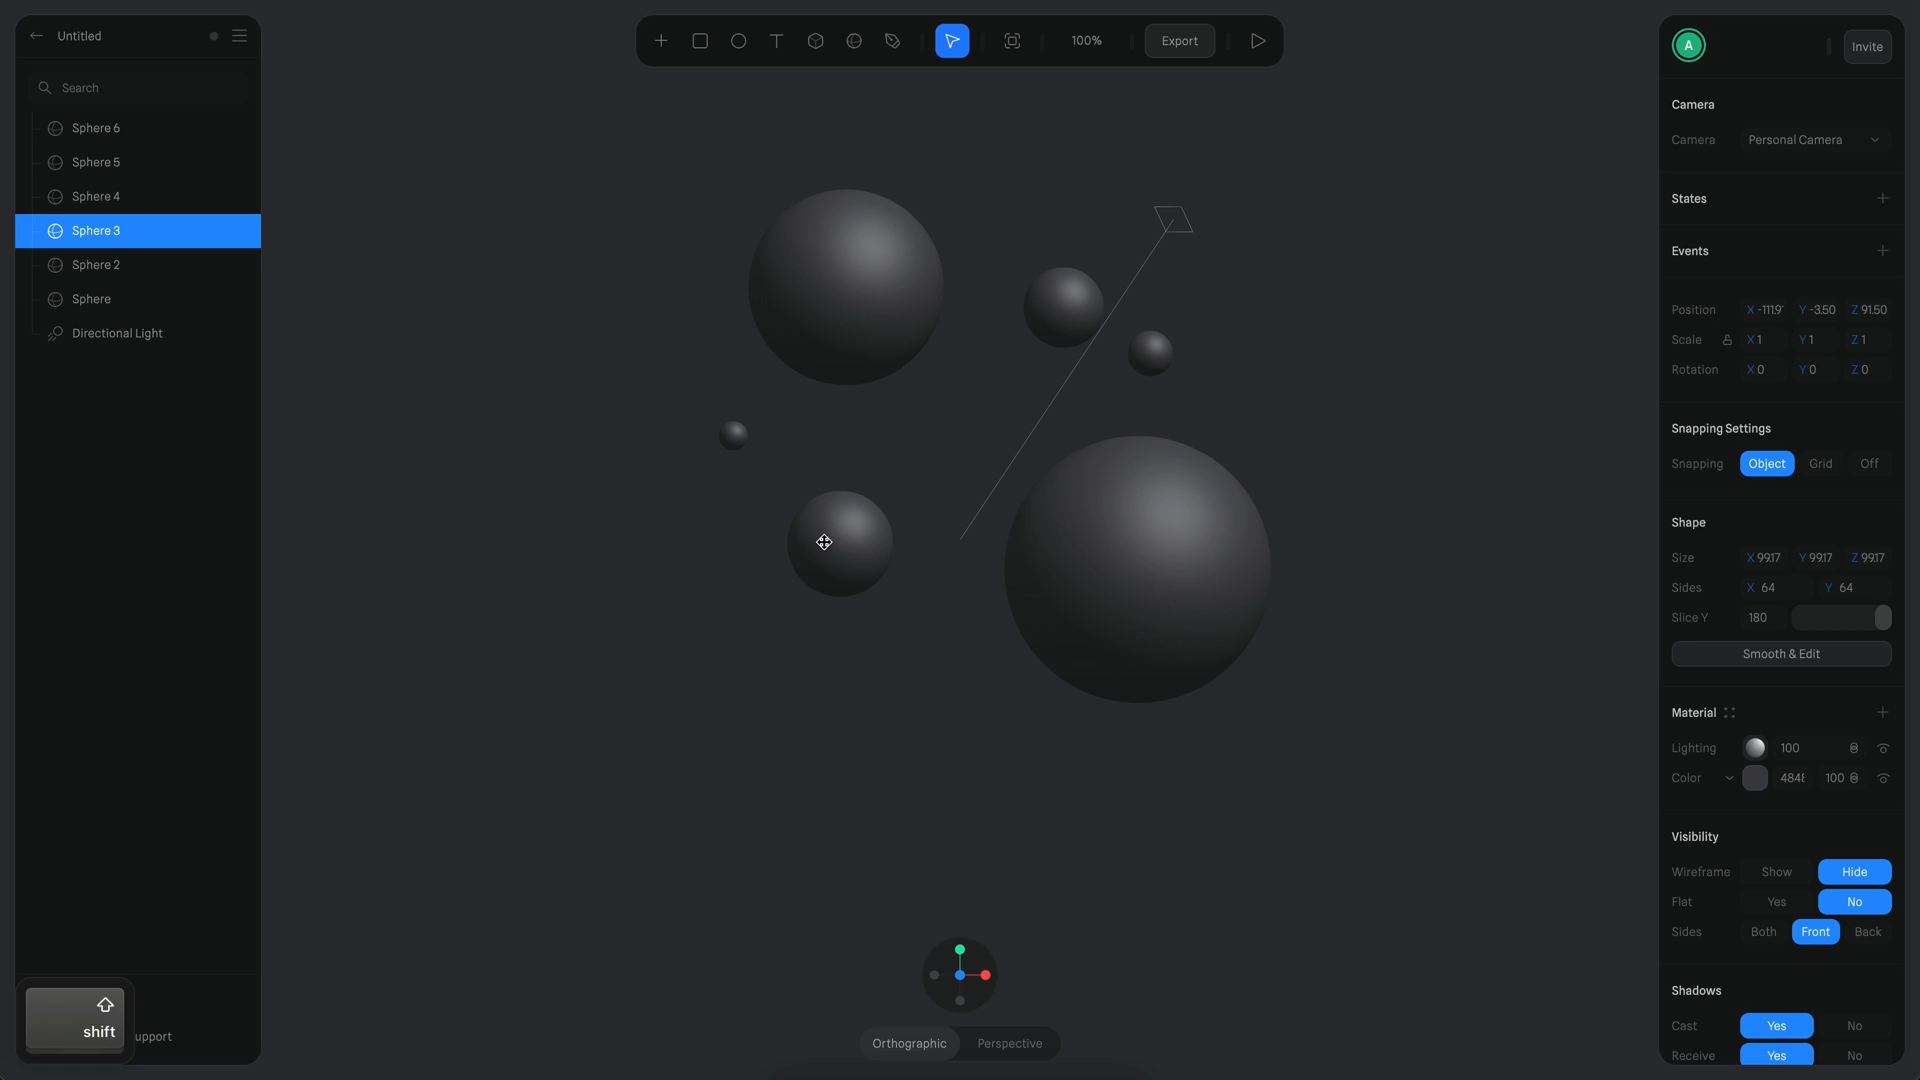 Untitled
Search
Sphere 6
Sphere 5
Sphere 4
Sphere 3
Sphere 2
Sphere
Directional Light
shift
upport
100%
Export
Orthographic
Perspective
A
Invite
Camera
Camera Personal Camera
States
Events
Position X -111.9 Y -3.50 Z 91.50
Scale X 1 Y 1 Z 1
Rotation X 0 Y 0 Z 0
Snapping Settings
Snapping Object Grid Off
Shape
Size X 99.17 Y 99.17 Z 99.17
Sides X 64 Y 64
Slice Y 180
Smooth & Edit
Material
Lighting 100
Color 4848 100
Visibility
Wireframe Show Hide
Flat Yes No
Sides Both Front Back
Shadows
Cast Yes No
Receive Yes No